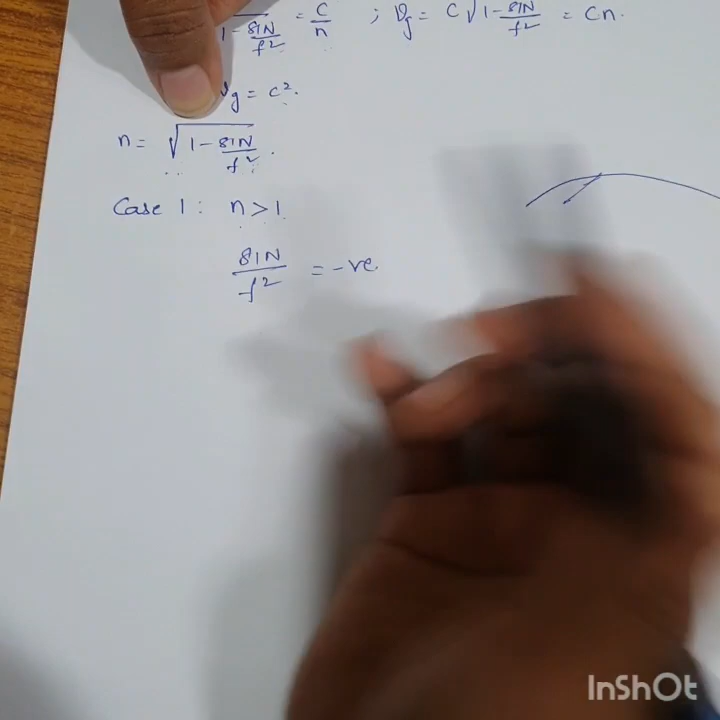 1 - 81N/f² = c/n ; vg = c√1 - 81N/f² = cn.
vg = c².
n = √1 - 81N/f² .
Case 1 : n > 1
81N/f² = -ve
InShOt